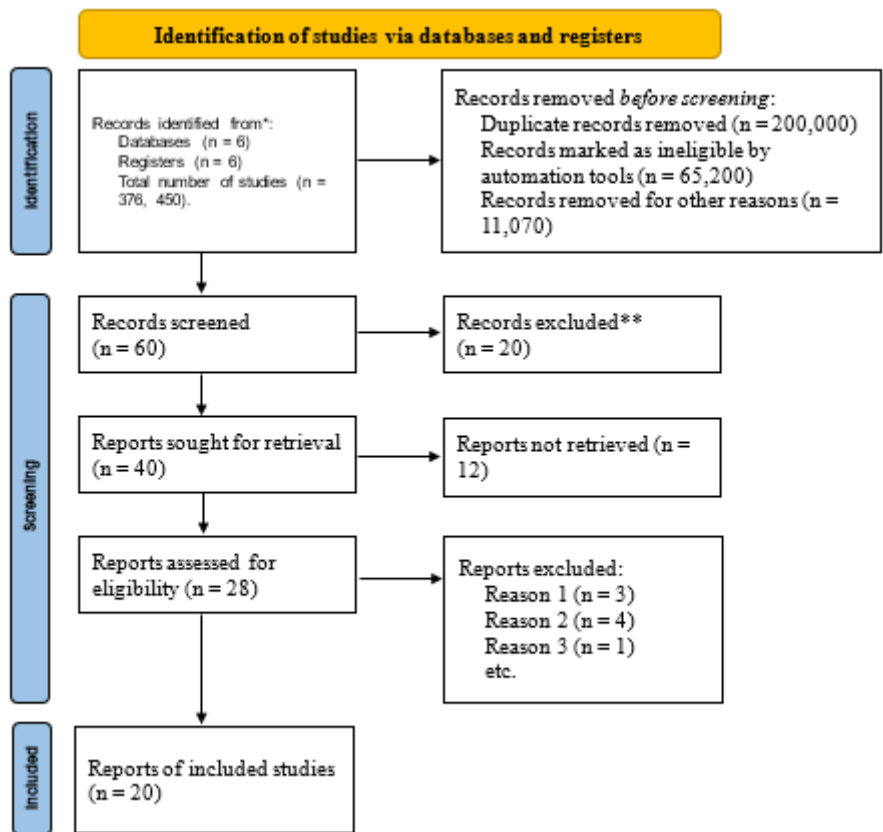 Identification of studies via databases and registers
Identification
Records identified from*:
Databases (n = 6)
Registers (n = 6)
Total number of studies (n =
376, 450).
Records removed before screening:
Duplicate records removed (n = 200,000)
Records marked as ineligible by
automation tools (n = 65,200)
Records removed for other reasons (n =
11,070)
Screening
Records screened
(n = 60)
Records excluded**
(n = 20)
Reports sought for retrieval
(n = 40)
Reports not retrieved (n =
12)
Reports assessed for
eligibility (n = 28)
Reports excluded:
Reason 1 (n = 3)
Reason 2 (n = 4)
Reason 3 (n = 1)
etc.
Included
Reports of included studies
(n = 20)